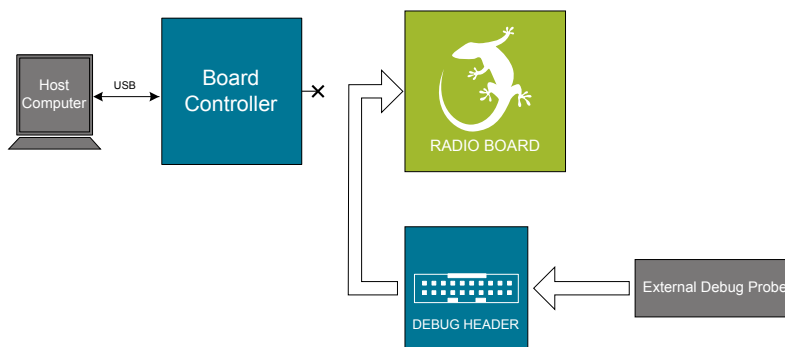 Host
Computer
USB
Board
Controller
RADIO BOARD
DEBUG HEADER
External Debug Probe